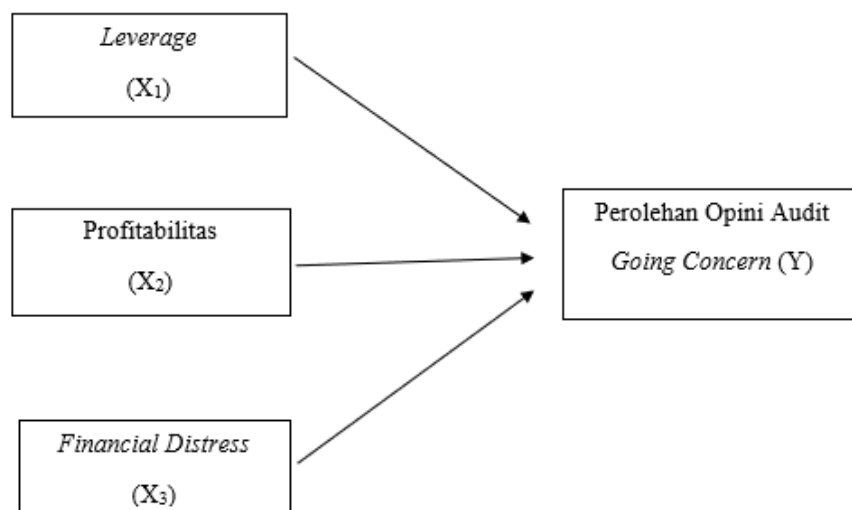 Leverage
(X₁)
Profitabilitas
(X₂)
Financial Distress
(X₃)
Perolehan Opini Audit
Going Concern (Y)